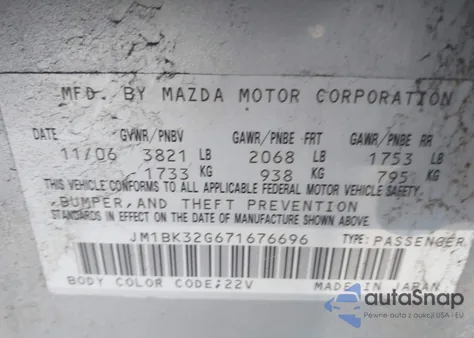 MFD. BY MAZDA MOTOR CORPORATION
DATE GVWR/PNBV GAWR/PNBE FRT GAWR/PNBE RR
11/06 3821 LB 2068 LB 1753 LB
1733 KG 938 KG 795 KG
THIS VEHICLE CONFORMS TO ALL APPLICABLE FEDERAL MOTOR VEHICLE SAFETY,
BUMPER, AND THEFT PREVENTION
STANDARDS IN EFFECT ON THE DATE OF MANUFACTURE SHOWN ABOVE.
JM1BK32G671676696 TYPE: PASSENGER
BODY COLOR CODE:22V MADE IN JAPAN
autoSnap
Pewne auta z aukcji USA - EU